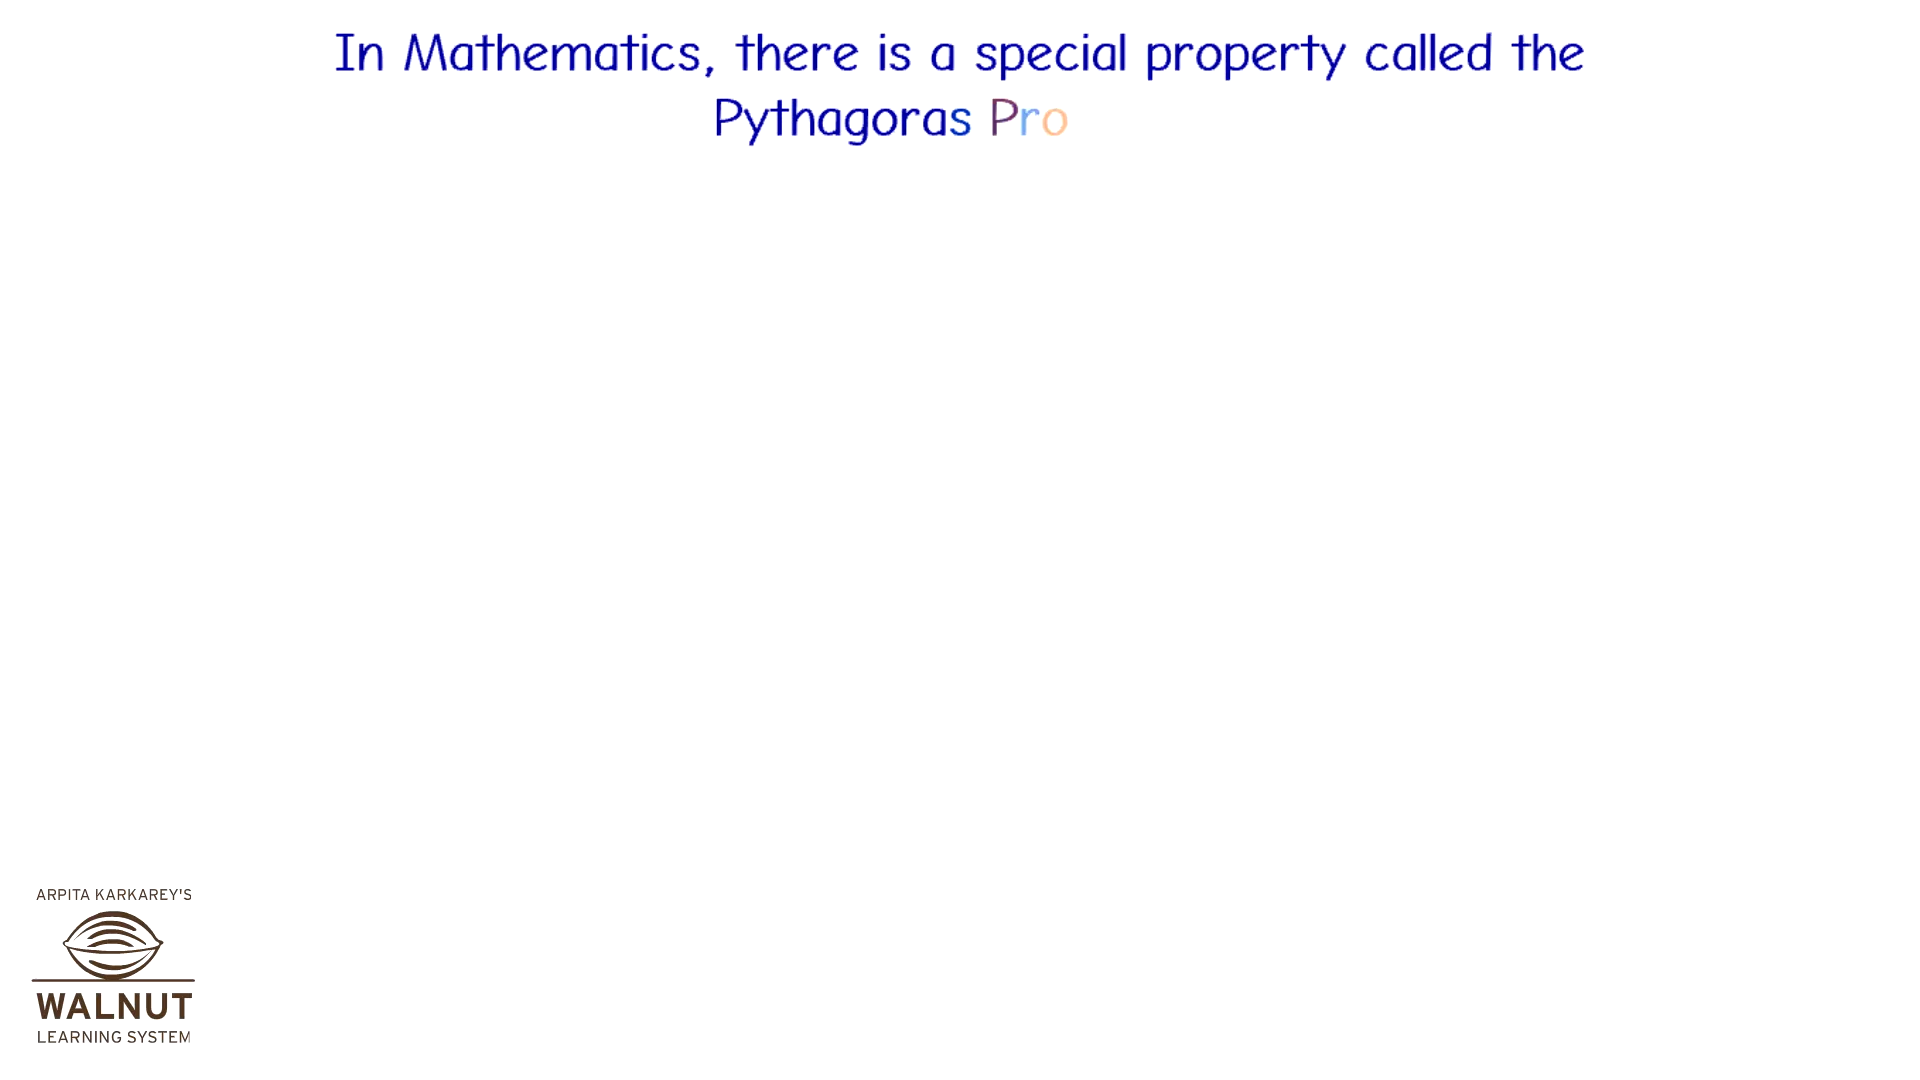 In Mathematics, there is a special property called the
Pythagoras Pro
ARPITA KARKAREY'S
WALNUT
LEARNING SYSTEM